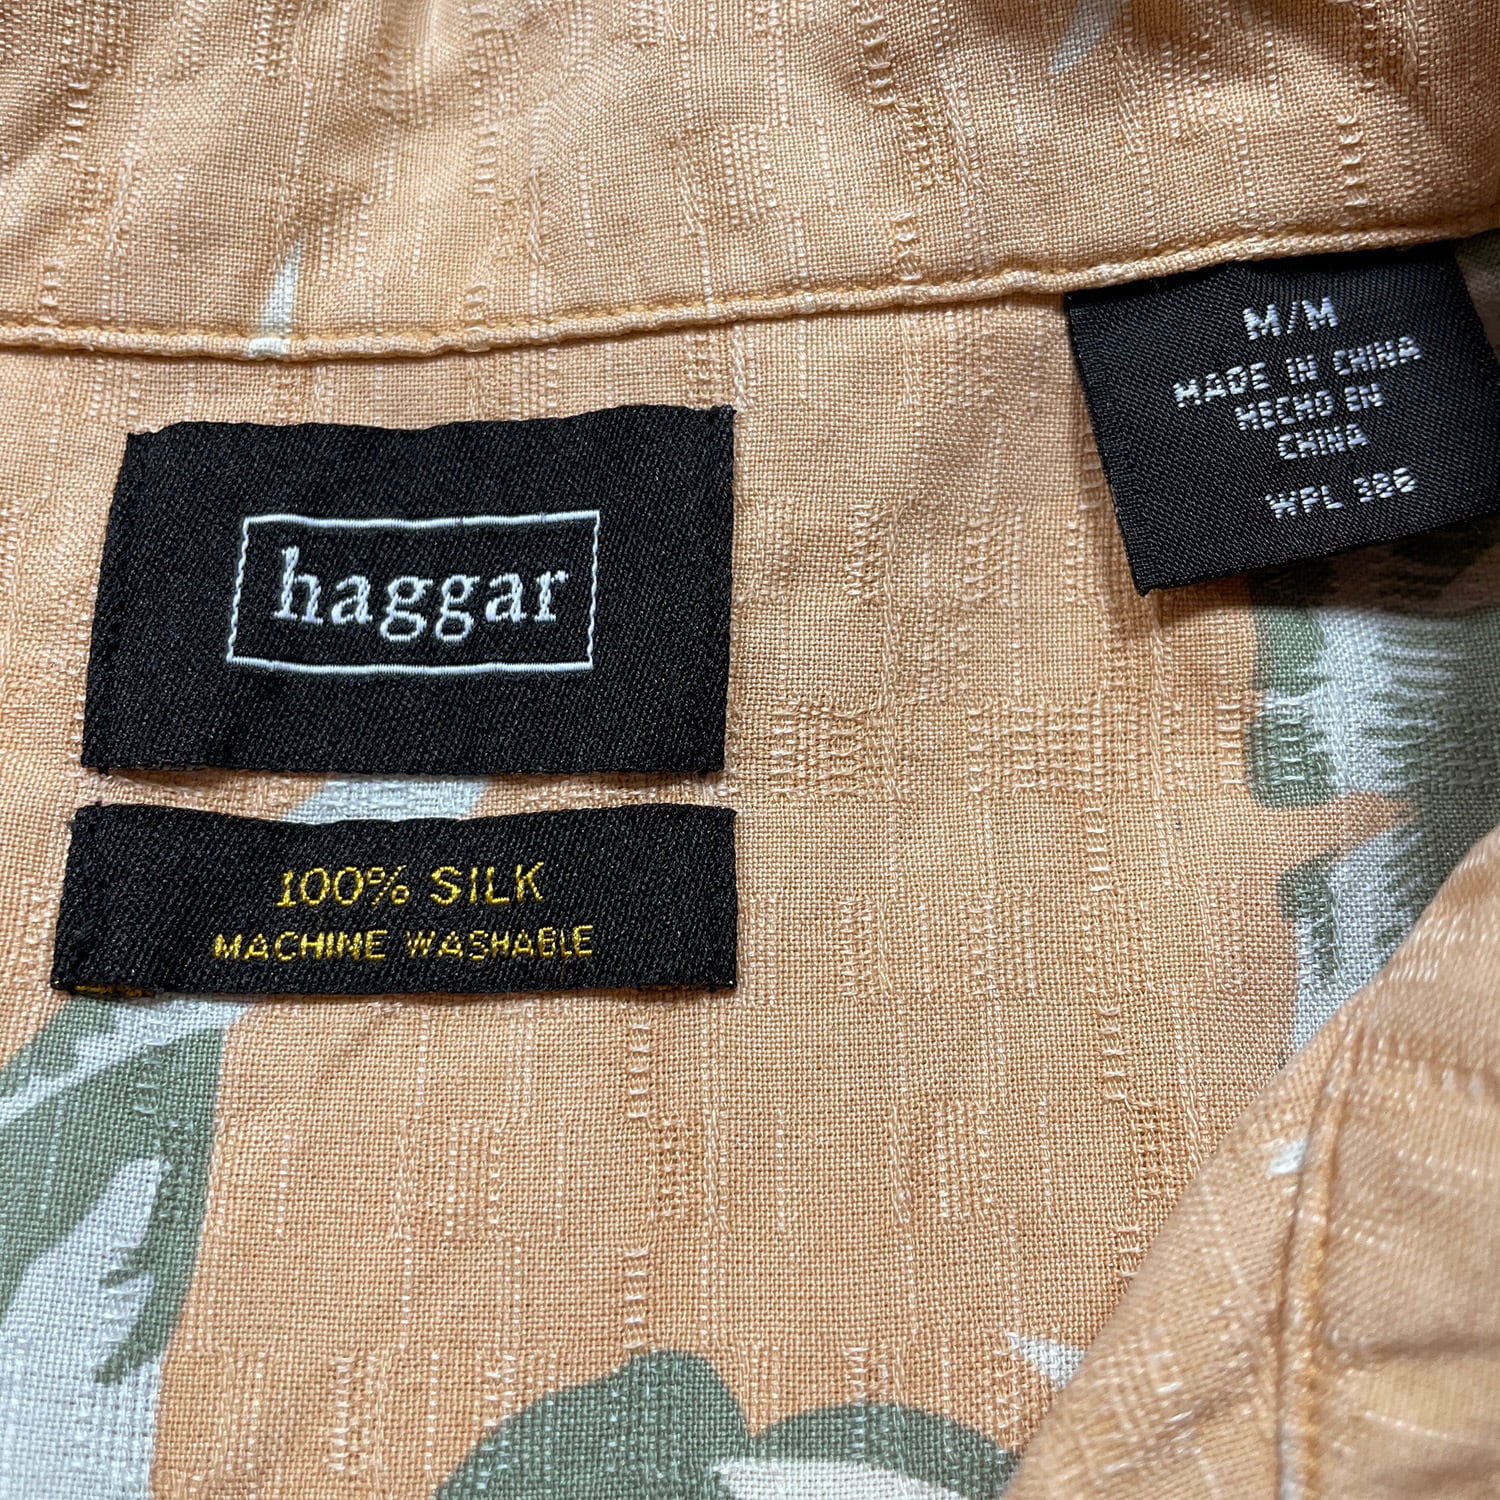 haggar
100% SILK
MACHINE WASHABLE
M/M
MADE IN CHINA
HECHO EN
CHINA
WPL 386